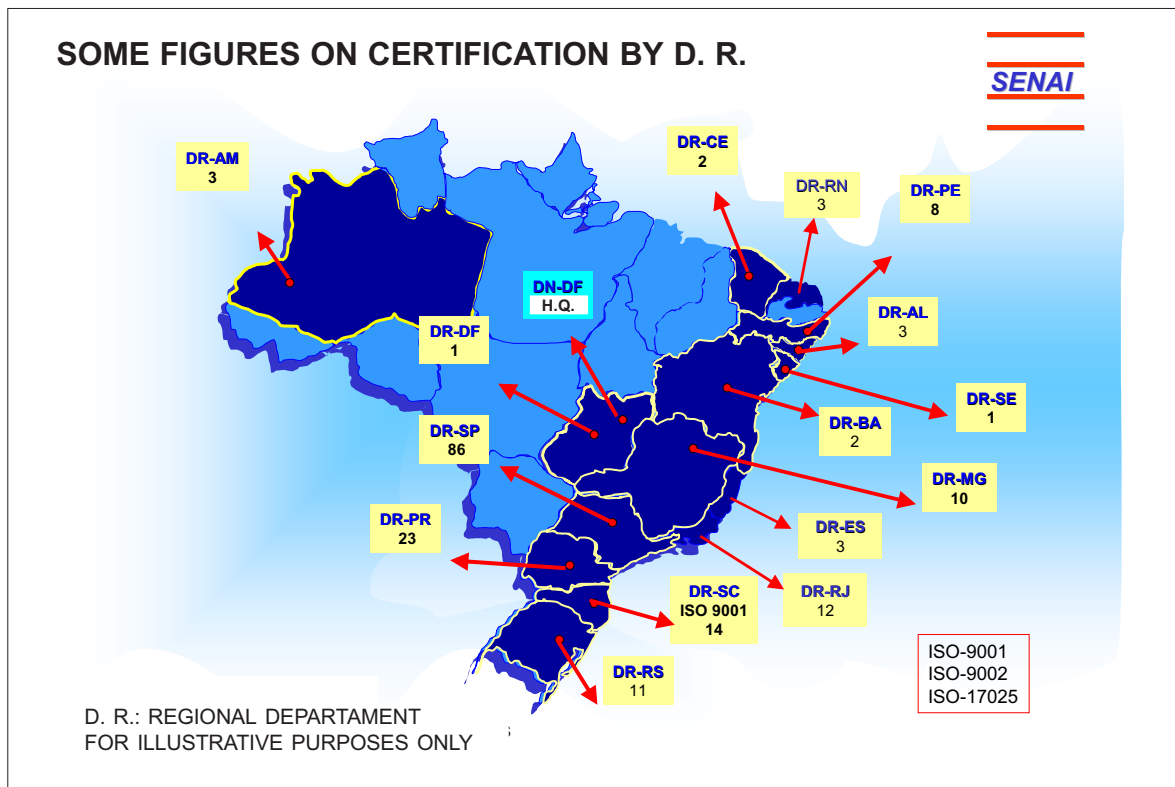 SOME FIGURES ON CERTIFICATION BY D. R.
SENAI
DR-AM
3
DR-CE
2
DR-RN
3
DR-PE
8
DN-DF
H.Q.
DR-DF
1
DR-AL
3
DR-SE
1
DR-SP
86
DR-BA
2
DR-MG
10
DR-PR
23
DR-ES
3
DR-SC
ISO 9001
14
DR-RJ
12
DR-RS
11
ISO-9001
ISO-9002
ISO-17025
D. R.: REGIONAL DEPARTAMENT
FOR ILLUSTRATIVE PURPOSES ONLY